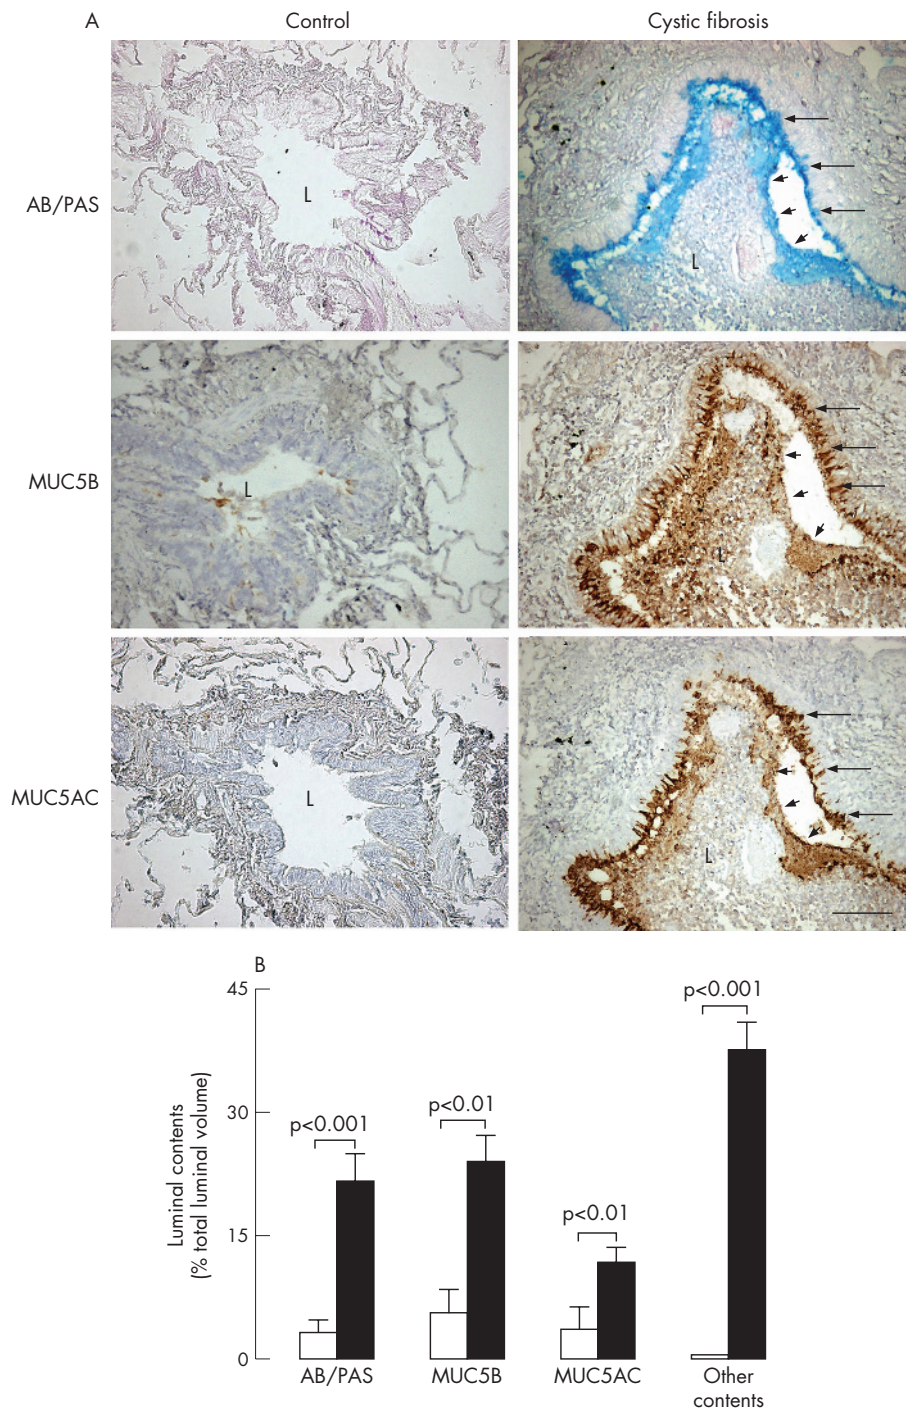 A
Control
Cystic fibrosis
AB/PAS
L
L
MUC5B
L
L
MUC5AC
L
L
B
45
30
15
0
Luminal contents
(% total luminal volume)
p<0.001
p<0.01
p<0.01
p<0.001
AB/PAS
MUC5B
MUC5AC
Other
contents